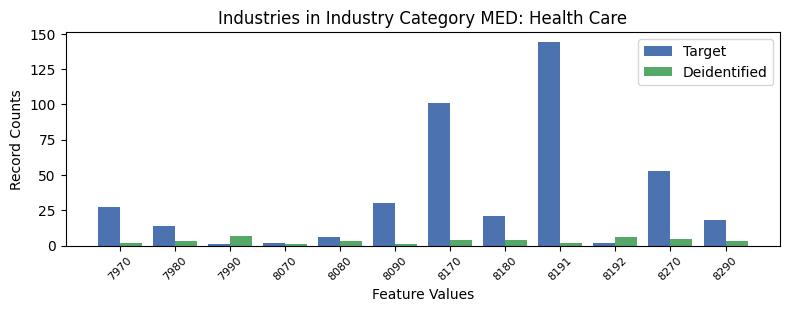 Industries in Industry Category MED: Health Care
Target
Deidentified
Record Counts
150
125
100
75
50
25
0
7970 7980 7990 8070 8080 8090 8170 8180 8191 8192 8270 8290
Feature Values